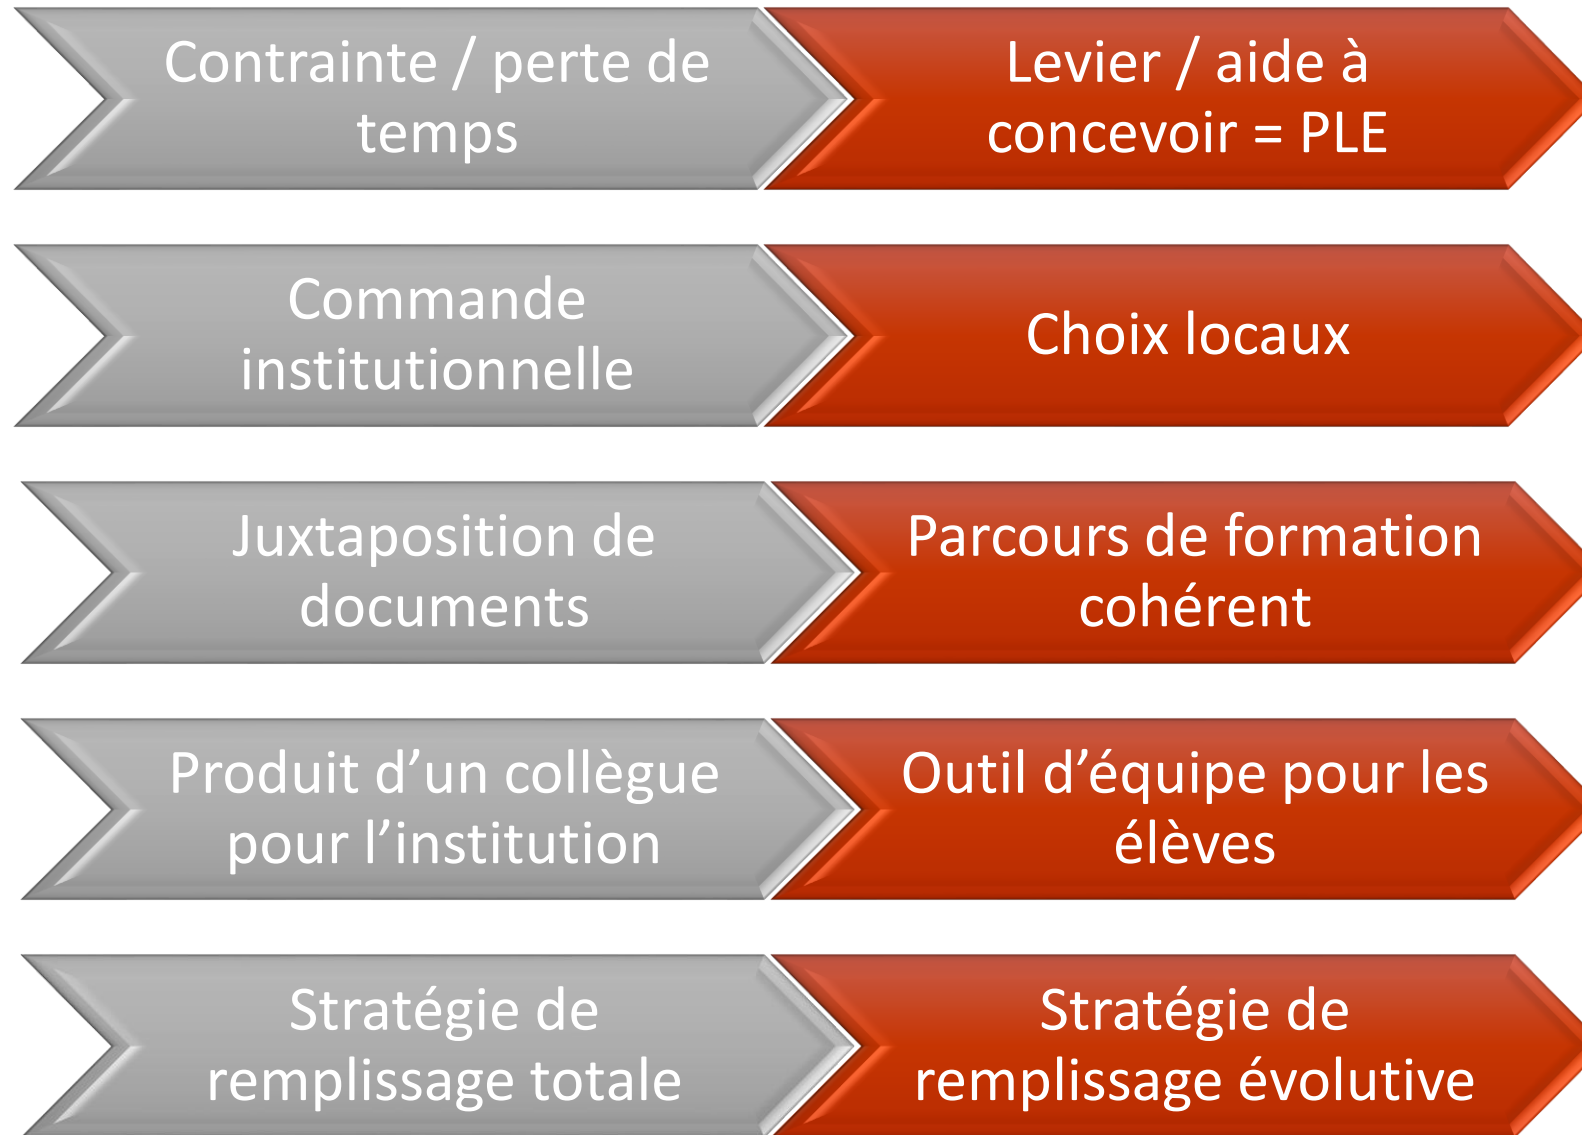 Contrainte / perte de
temps
Levier / aide à
concevoir = PLE
Commande
institutionnelle
Choix locaux
Juxtaposition de
documents
Parcours de formation
cohérent
Produit d’un collègue
pour l’institution
Outil d’équipe pour les
élèves
Stratégie de
remplissage totale
Stratégie de
remplissage évolutive